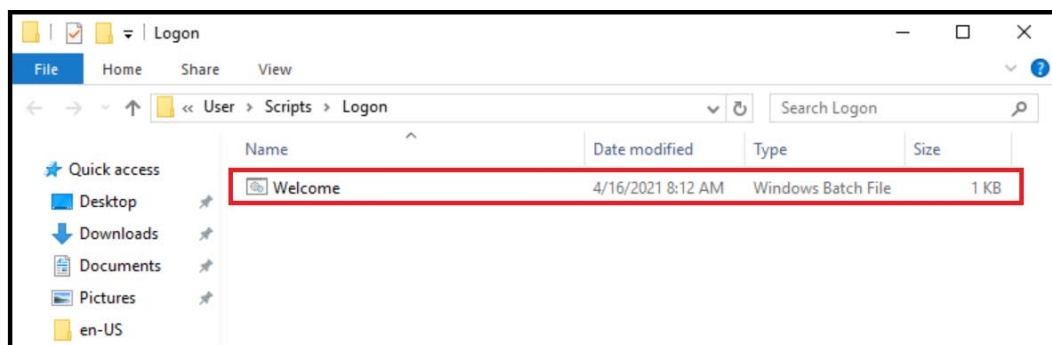 Logon
File Home Share View
« User > Scripts > Logon
Search Logon
Name Date modified Type Size
Quick access
Welcome 4/16/2021 8:12 AM Windows Batch File 1 KB
Desktop
Downloads
Documents
Pictures
en-US